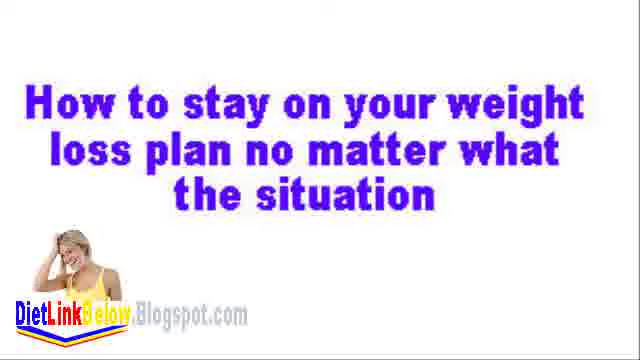 How to stay on your weight
loss plan no matter what
the situation
DietLinkBelow.Blogspot.com